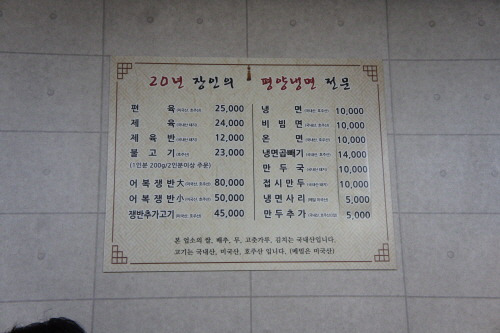 20년 장인의 평양냉면 전문
편육 25,000
제육 24,000
제육반 12,000
불고기 23,000
(1인분 200g/2인분이상 주문)
어복쟁반大 80,000
어복쟁반小 50,000
쟁반추가고기 45,000
냉면 10,000
비빔면 10,000
온면 10,000
냉면곱빼기 14,000
만두국 10,000
접시만두 10,000
냉면사리 5,000
만두추가 5,000
본 업소의 쌀, 배추, 무, 고춧가루, 김치는 국내산입니다.
고기는 국내산, 미국산, 호주산 입니다. (메밀은 미국산)